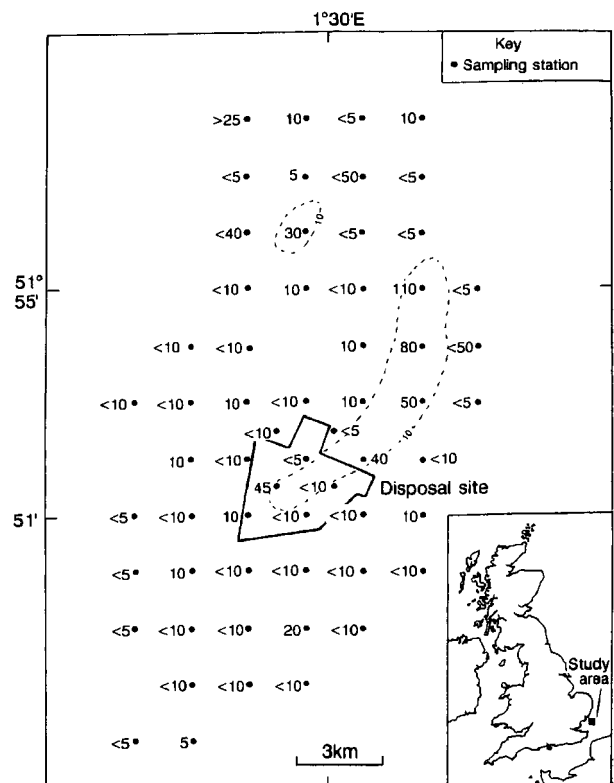 1°30'E
Key
• Sampling station
>25 10 <5 10
<5 5 <50 <5
10
<40 30 <5 <5
51°
55'
<10 10 <10 110 <5
<10 <10 10 80 <50
<10 <10 10 <10 10 50 <5
10
<10 <5
10 <10 <5 40 <10
45 <10 Disposal site
51'
<5 <10 10 <10 <10 10
<5 10 <10 <10 <10 <10
<5 <10 <10 20 <10
<10 <10 <10
<5 5
3km
Study
area